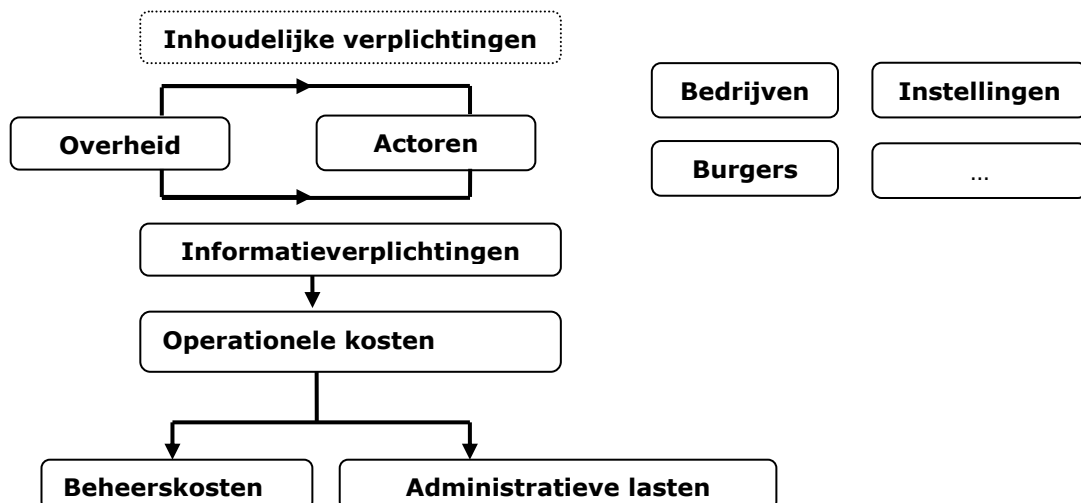 Inhoudelijke verplichtingen
Bedrijven
Instellingen
Overheid
Actoren
Burgers
...
Informatieverplichtingen
Operationele kosten
Beheerskosten
Administratieve lasten